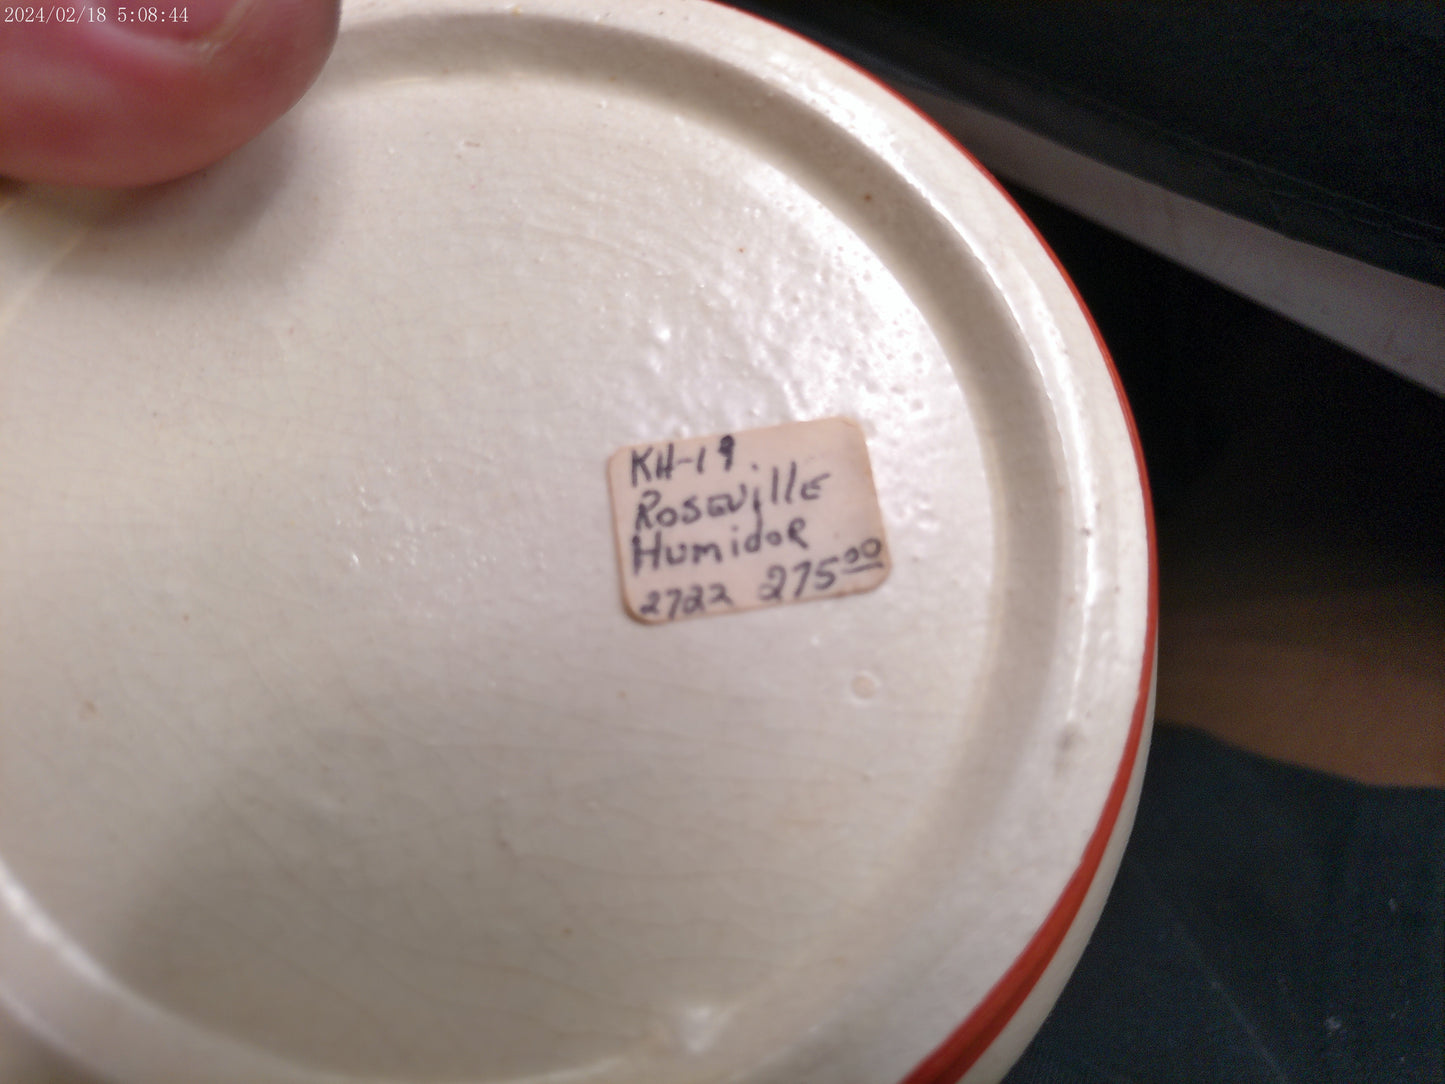 2024/02/18 5:08:44
KH-19
Roseville
Humidor
2722 275.00